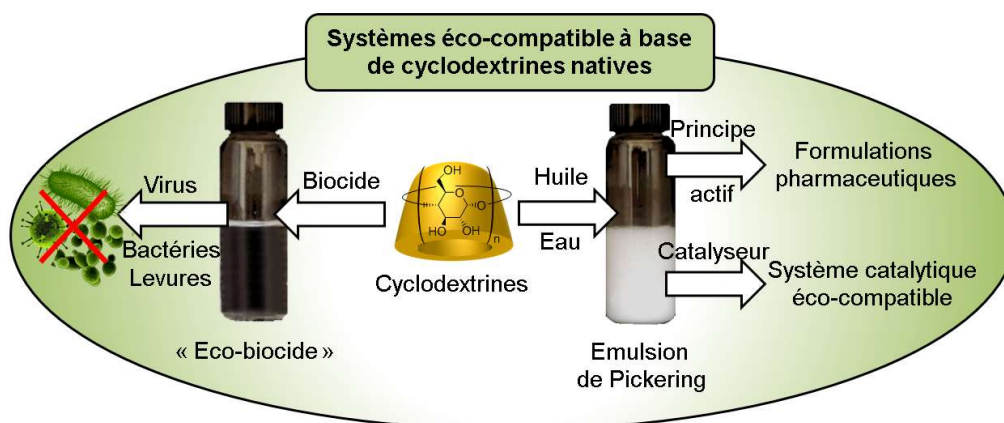 Systèmes éco-compatible à base
de cyclodextrines natives
Virus
Bactéries
Levures
Biocide
« Eco-biocide »
OH
O
O
HO
OH
n
Cyclodextrines
Huile
Eau
Emulsion
de Pickering
Principe
actif
Formulations
pharmaceutiques
Catalyseur
Système catalytique
éco-compatible